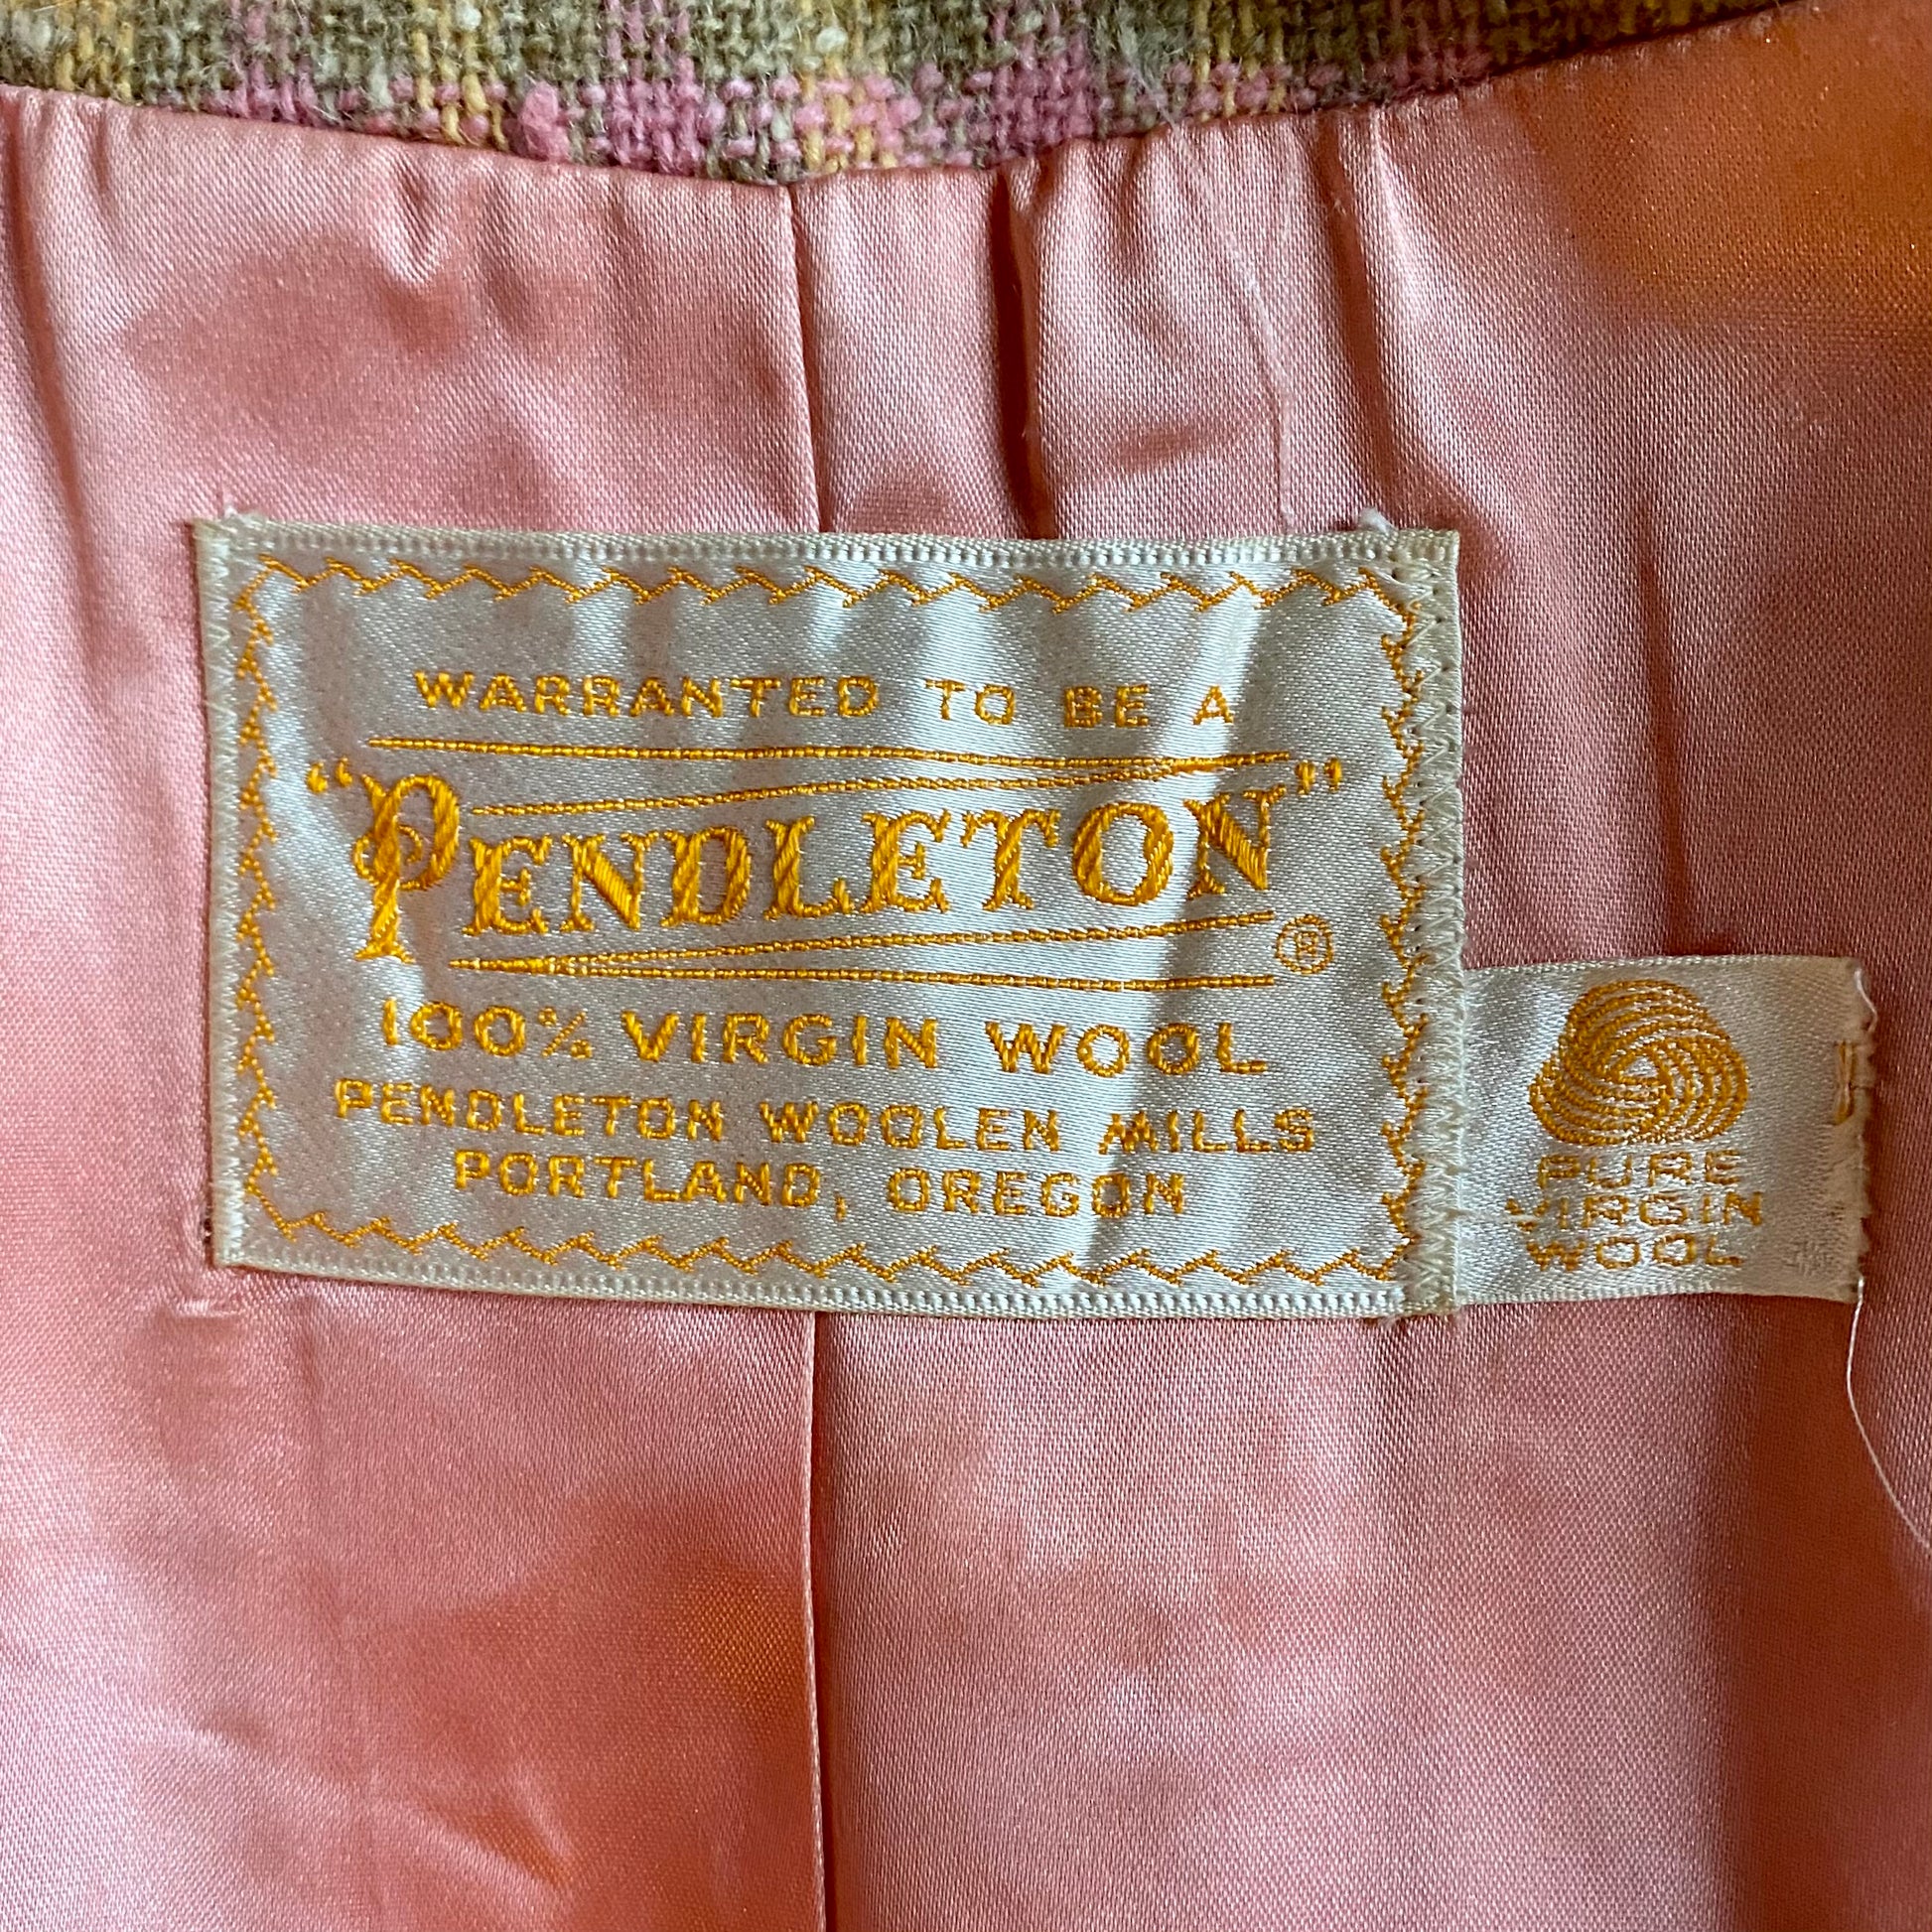 WARRANTED TO BE A
"PENDLETON"®
100% VIRGIN WOOL
PENDLETON WOOLEN MILLS
PORTLAND, OREGON
PURE
VIRGIN
WOOL